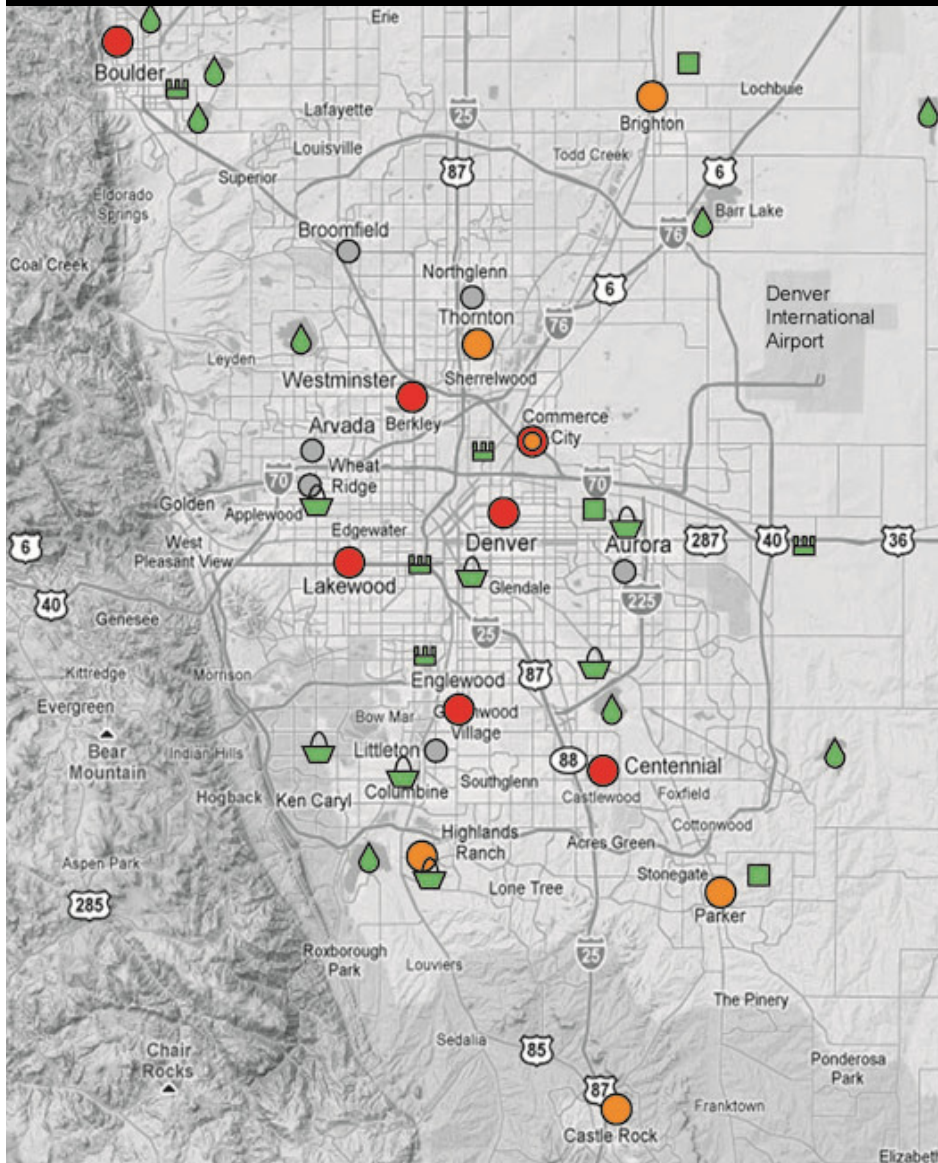 Erie
Boulder
Lochbuie
Lafayette
25
Brighton
Louisville
Todd Creek
87
6
Superior
Eldorado
Springs
Barr Lake
Broomfield
76
Coal Creek
Northglenn
6
Denver
International
Airport
Thornton
76
Leyden
Westminster
Sherrelwood
Berkley
Commerce
City
Arvada
Wheat
Ridge
70
70
Golden
Applewood
Edgewater
West
Pleasant View
Denver
Aurora
287
40
36
6
Lakewood
Glendale
40
225
Genesee
25
Kittredge
Morrison
Englewood
87
Evergreen
Bow Mar
Greenwood
Village
Bear
Mountain
Indian Hills
Littleton
88
Centennial
Hogback
Ken Caryl
Columbine
Southglenn
Castlewood
Foxfield
Cottonwood
Highlands
Ranch
Acres Green
Aspen Park
Stonegate
Lone Tree
285
Parker
Roxborough
Park
Louviers
25
The Pinery
Sedalia
Chair
Rocks
85
Ponderosa
Park
87
Franktown
Castle Rock
Elizabeth